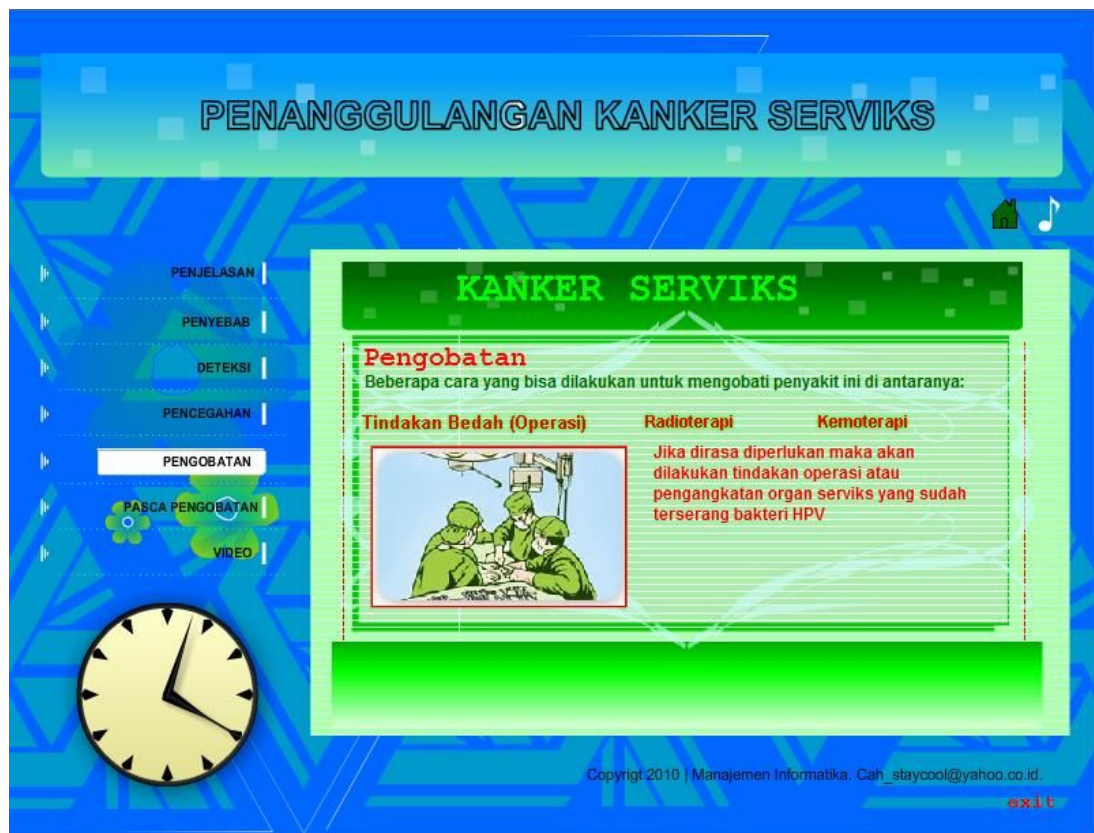 PENANGGULANGAN KANKER SERVIKS
PENJELASAN
PENYEBAB
DETEKSI
PENCEGAHAN
PENGOBATAN
PASCA PENGOBATAN
VIDEO
KANKER SERVIKS
Pengobatan
Beberapa cara yang bisa dilakukan untuk mengobati penyakit ini di antaranya:
Tindakan Bedah (Operasi) Radioterapi Kemoterapi
Jika dirasa diperlukan maka akan
dilakukan tindakan operasi atau
pengangkatan organ serviks yang sudah
terserang bakteri HPV
Copyrigt 2010 | Manajemen Informatika. Cah_staycool@yahoo.co.id.
exit